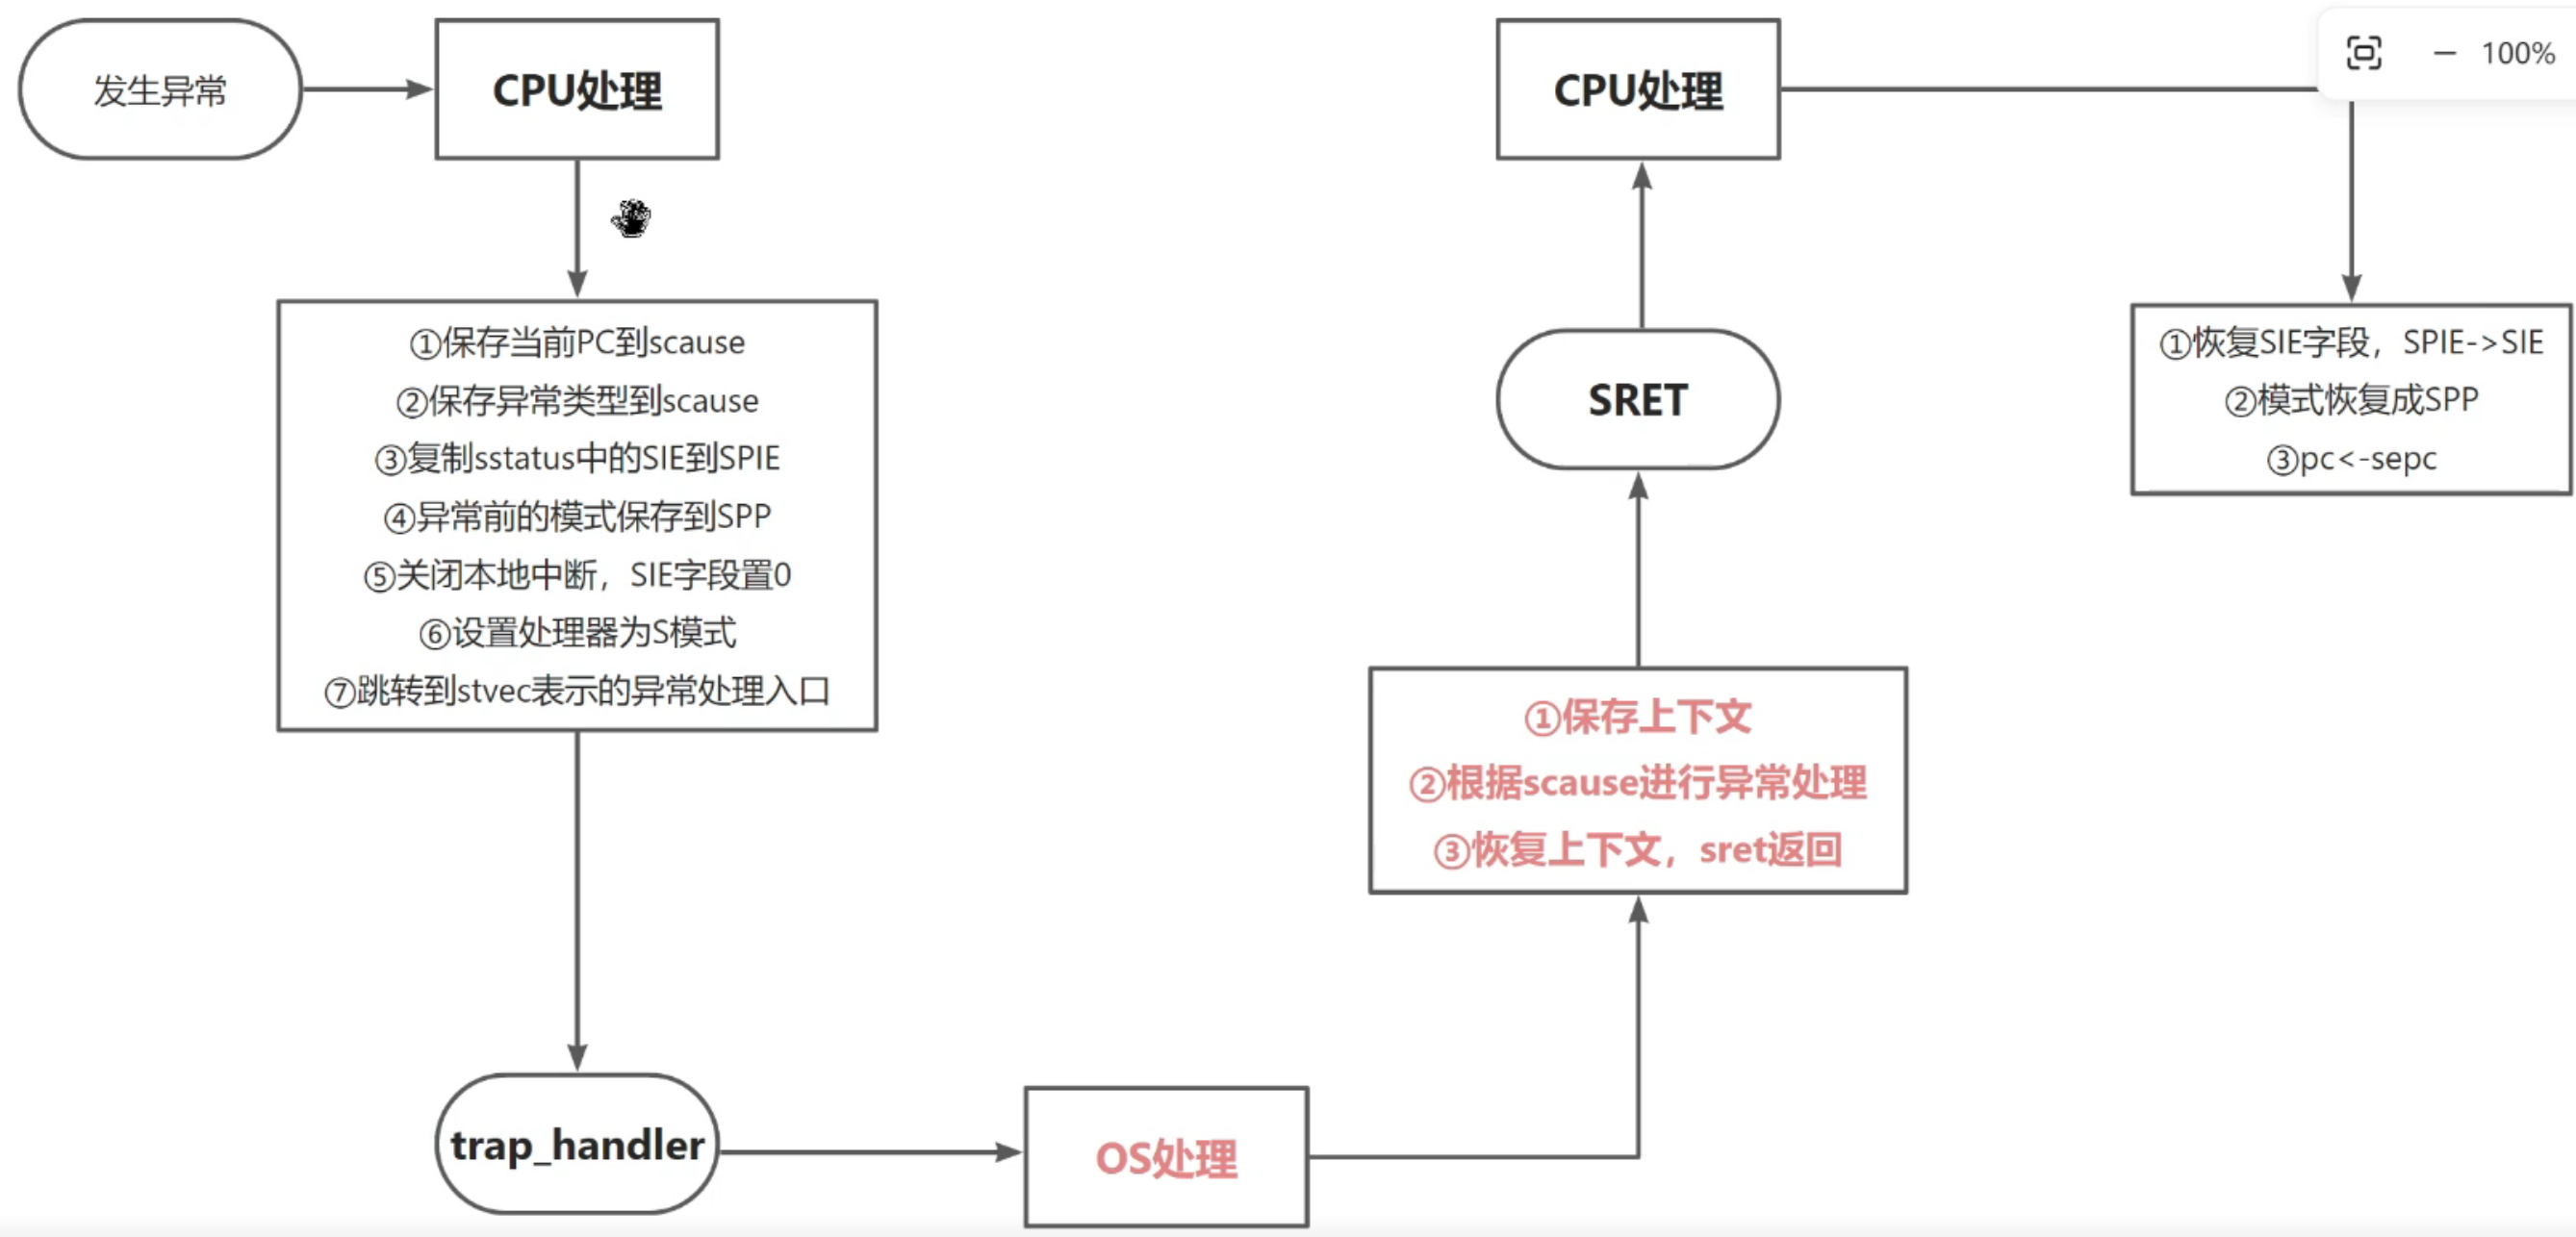 发生异常
CPU处理
①保存当前PC到scause
②保存异常类型到scause
③复制sstatus中的SIE到SPIE
④异常前的模式保存到SPP
⑤关闭本地中断，SIE字段置0
⑥设置处理器为S模式
⑦跳转到stvec表示的异常处理入口
trap_handler
OS处理
①保存上下文
②根据scause进行异常处理
③恢复上下文，sret返回
SRET
CPU处理
①恢复SIE字段，SPIE->SIE
②模式恢复成SPP
③pc<-sepc
— 100%